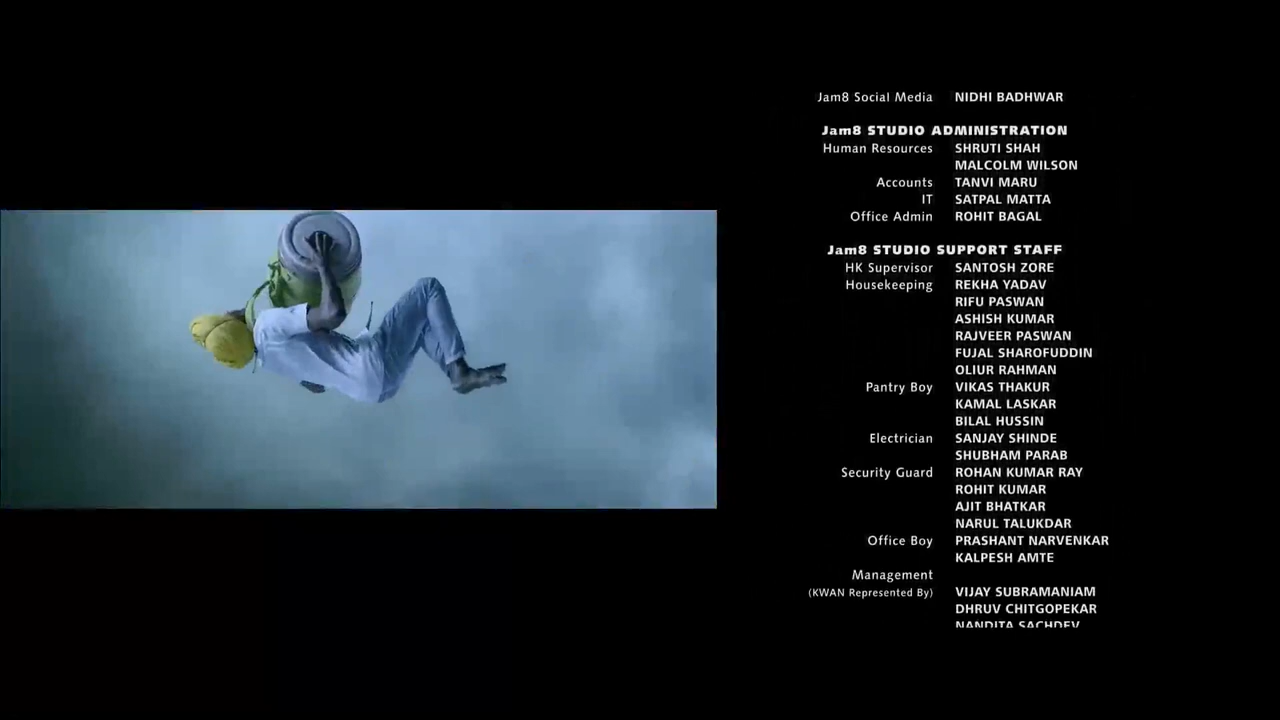 Jam8 Social Media NIDHI BADHWAR
Jam8 STUDIO ADMINISTRATION
Human Resources SHRUTI SHAH
MALCOLM WILSON
Accounts TANVI MARU
IT SATPAL MATTA
Office Admin ROHIT BAGAL
Jam8 STUDIO SUPPORT STAFF
HK Supervisor SANTOSH ZORE
Housekeeping REKHA YADAV
RIFU PASWAN
ASHISH KUMAR
RAJVEER PASWAN
FUJAL SHAROFUDDIN
OLIUR RAHMAN
Pantry Boy VIKAS THAKUR
KAMAL LASKAR
BILAL HUSSIN
Electrician SANJAY SHINDE
SHUBHAM PARAB
Security Guard ROHAN KUMAR RAY
ROHIT KUMAR
AJIT BHATKAR
NARUL TALUKDAR
Office Boy PRASHANT NARVENKAR
KALPESH AMTE
Management
(KWAN Represented By) VIJAY SUBRAMANIAM
DHRUV CHITGOPEKAR
NANDITA SACHDEV